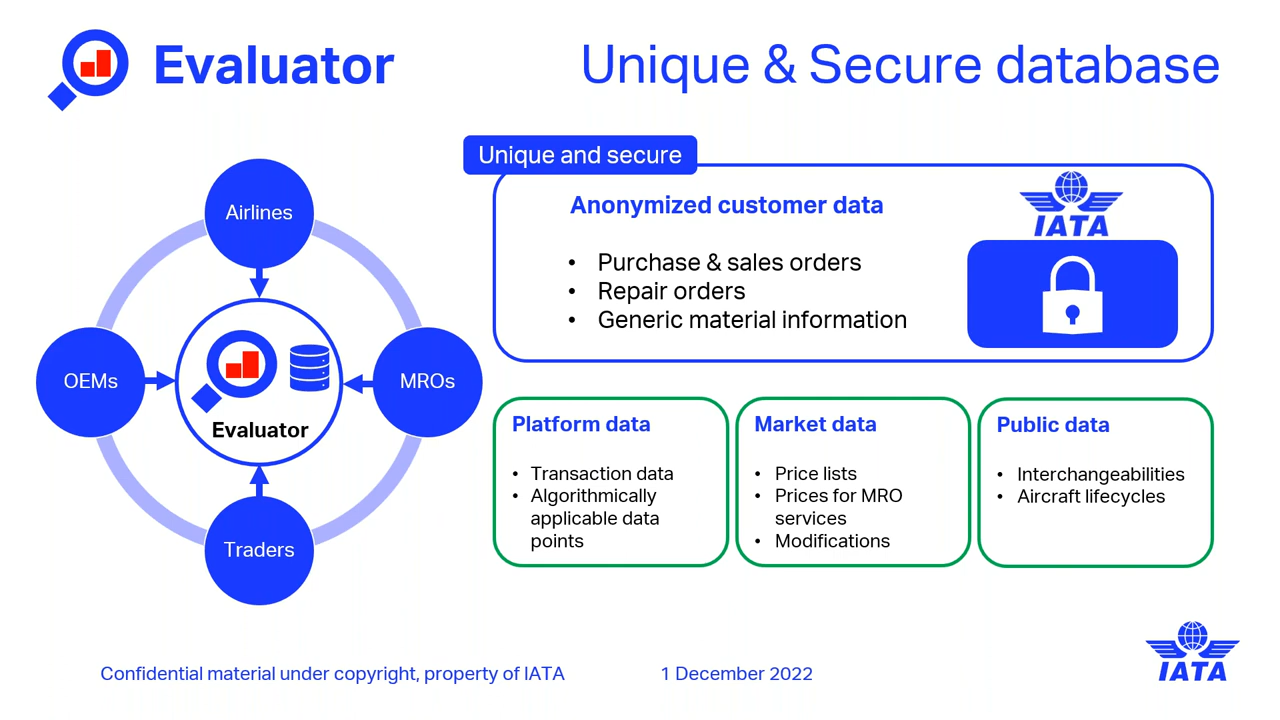 Evaluator
Unique & Secure database
Airlines
OEMs
MROs
Evaluator
Traders
Unique and secure
Anonymized customer data
• Purchase & sales orders
• Repair orders
• Generic material information
IATA
Platform data
• Transaction data
• Algorithmically
applicable data
points
Market data
• Price lists
• Prices for MRO
services
• Modifications
Public data
• Interchangeabilities
• Aircraft lifecycles
Confidential material under copyright, property of IATA
1 December 2022
IATA